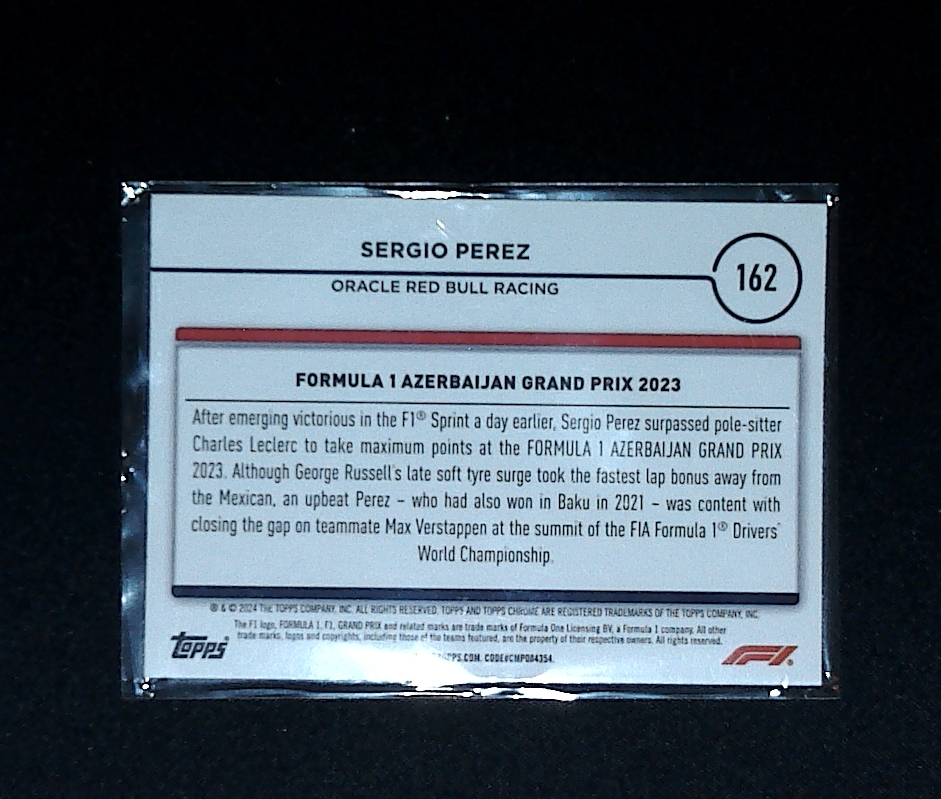 SERGIO PEREZ
162
ORACLE RED BULL RACING
FORMULA 1 AZERBAIJAN GRAND PRIX 2023
After emerging victorious in the F1® Sprint a day earlier, Sergio Perez surpassed pole-sitter
Charles Leclerc to take maximum points at the FORMULA 1 AZERBAIJAN GRAND PRIX
2023. Although George Russell's late soft tyre surge took the fastest lap bonus away from
the Mexican, an upbeat Perez – who had also won in Baku in 2021 – was content with
closing the gap on teammate Max Verstappen at the summit of the FIA Formula 1® Drivers'
World Championship.
® & © 2024 THE TOPPS COMPANY, INC. ALL RIGHTS RESERVED. TOPPS AND TOPPS CHROME ARE REGISTERED TRADEMARKS OF THE TOPPS COMPANY, INC.
The F1 logo, FORMULA 1, F1, GRAND PRIX and related marks are trade marks of Formula One Licensing BV, a Formula 1 company. All other
trade marks, logos and copyrights, including those of the teams featured, are the property of their respective owners. All rights reserved.
CODE#CMP084354
Topps
F1